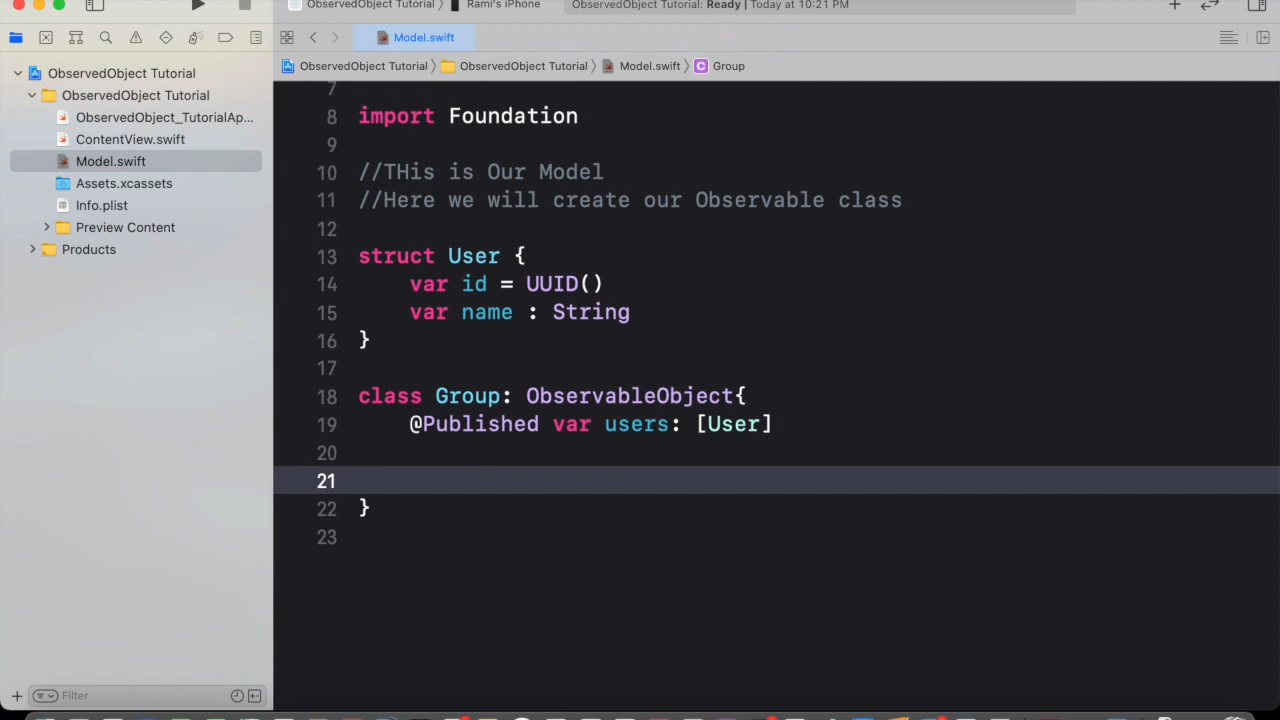 ObservedObject Tutorial 〉 Rami's iPhone
ObservedObject Tutorial: Ready | Today at 10:21 PM
Model.swift
ObservedObject Tutorial 〉 ObservedObject Tutorial 〉 Model.swift 〉 C Group
ObservedObject Tutorial
ObservedObject Tutorial
ObservedObject_TutorialAp...
ContentView.swift
Model.swift
Assets.xcassets
Info.plist
Preview Content
Products
Filter
7
8 import Foundation
9
10 //THis is Our Model
11 //Here we will create our Observable class
12
13 struct User {
14 var id = UUID()
15 var name : String
16 }
17
18 class Group: ObservableObject{
19 @Published var users: [User]
20
21
22 }
23